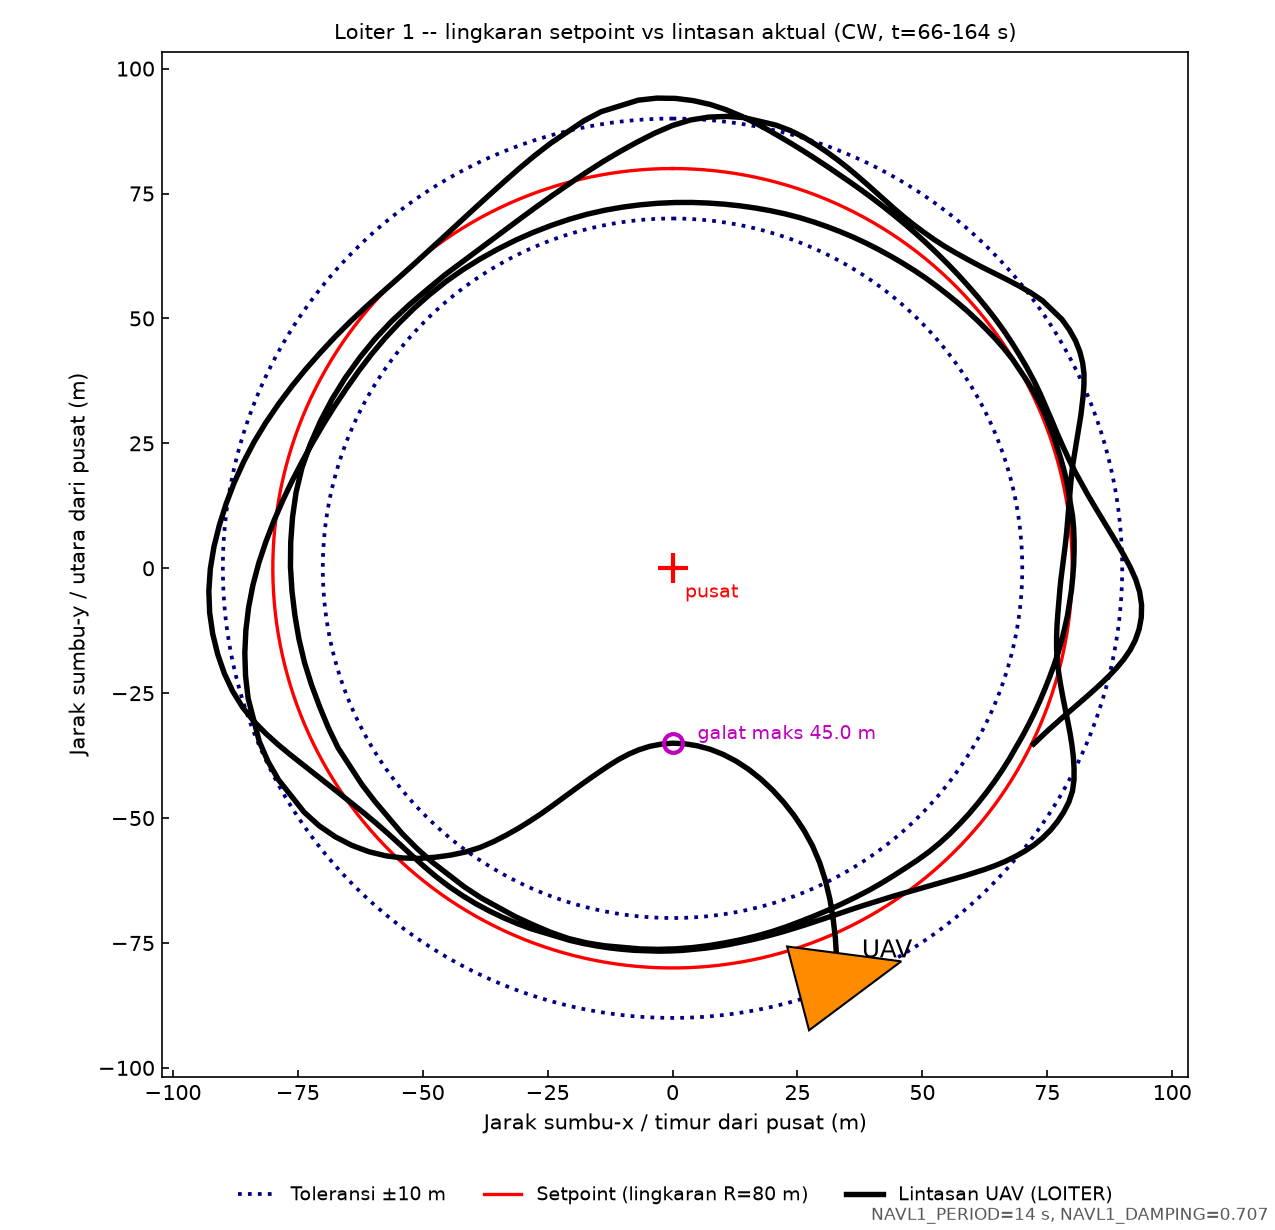 Loiter 1 -- lingkaran setpoint vs lintasan aktual (CW, t=66-164 s)
Jarak sumbu-y / utara dari pusat (m)
100
75
50
25
0
−25
−50
−75
−100
pusat
galat maks 45.0 m
UAV
−100 −75 −50 −25 0 25 50 75 100
Jarak sumbu-x / timur dari pusat (m)
Toleransi ±10 m Setpoint (lingkaran R=80 m) Lintasan UAV (LOITER)
NAVL1_PERIOD=14 s, NAVL1_DAMPING=0.707